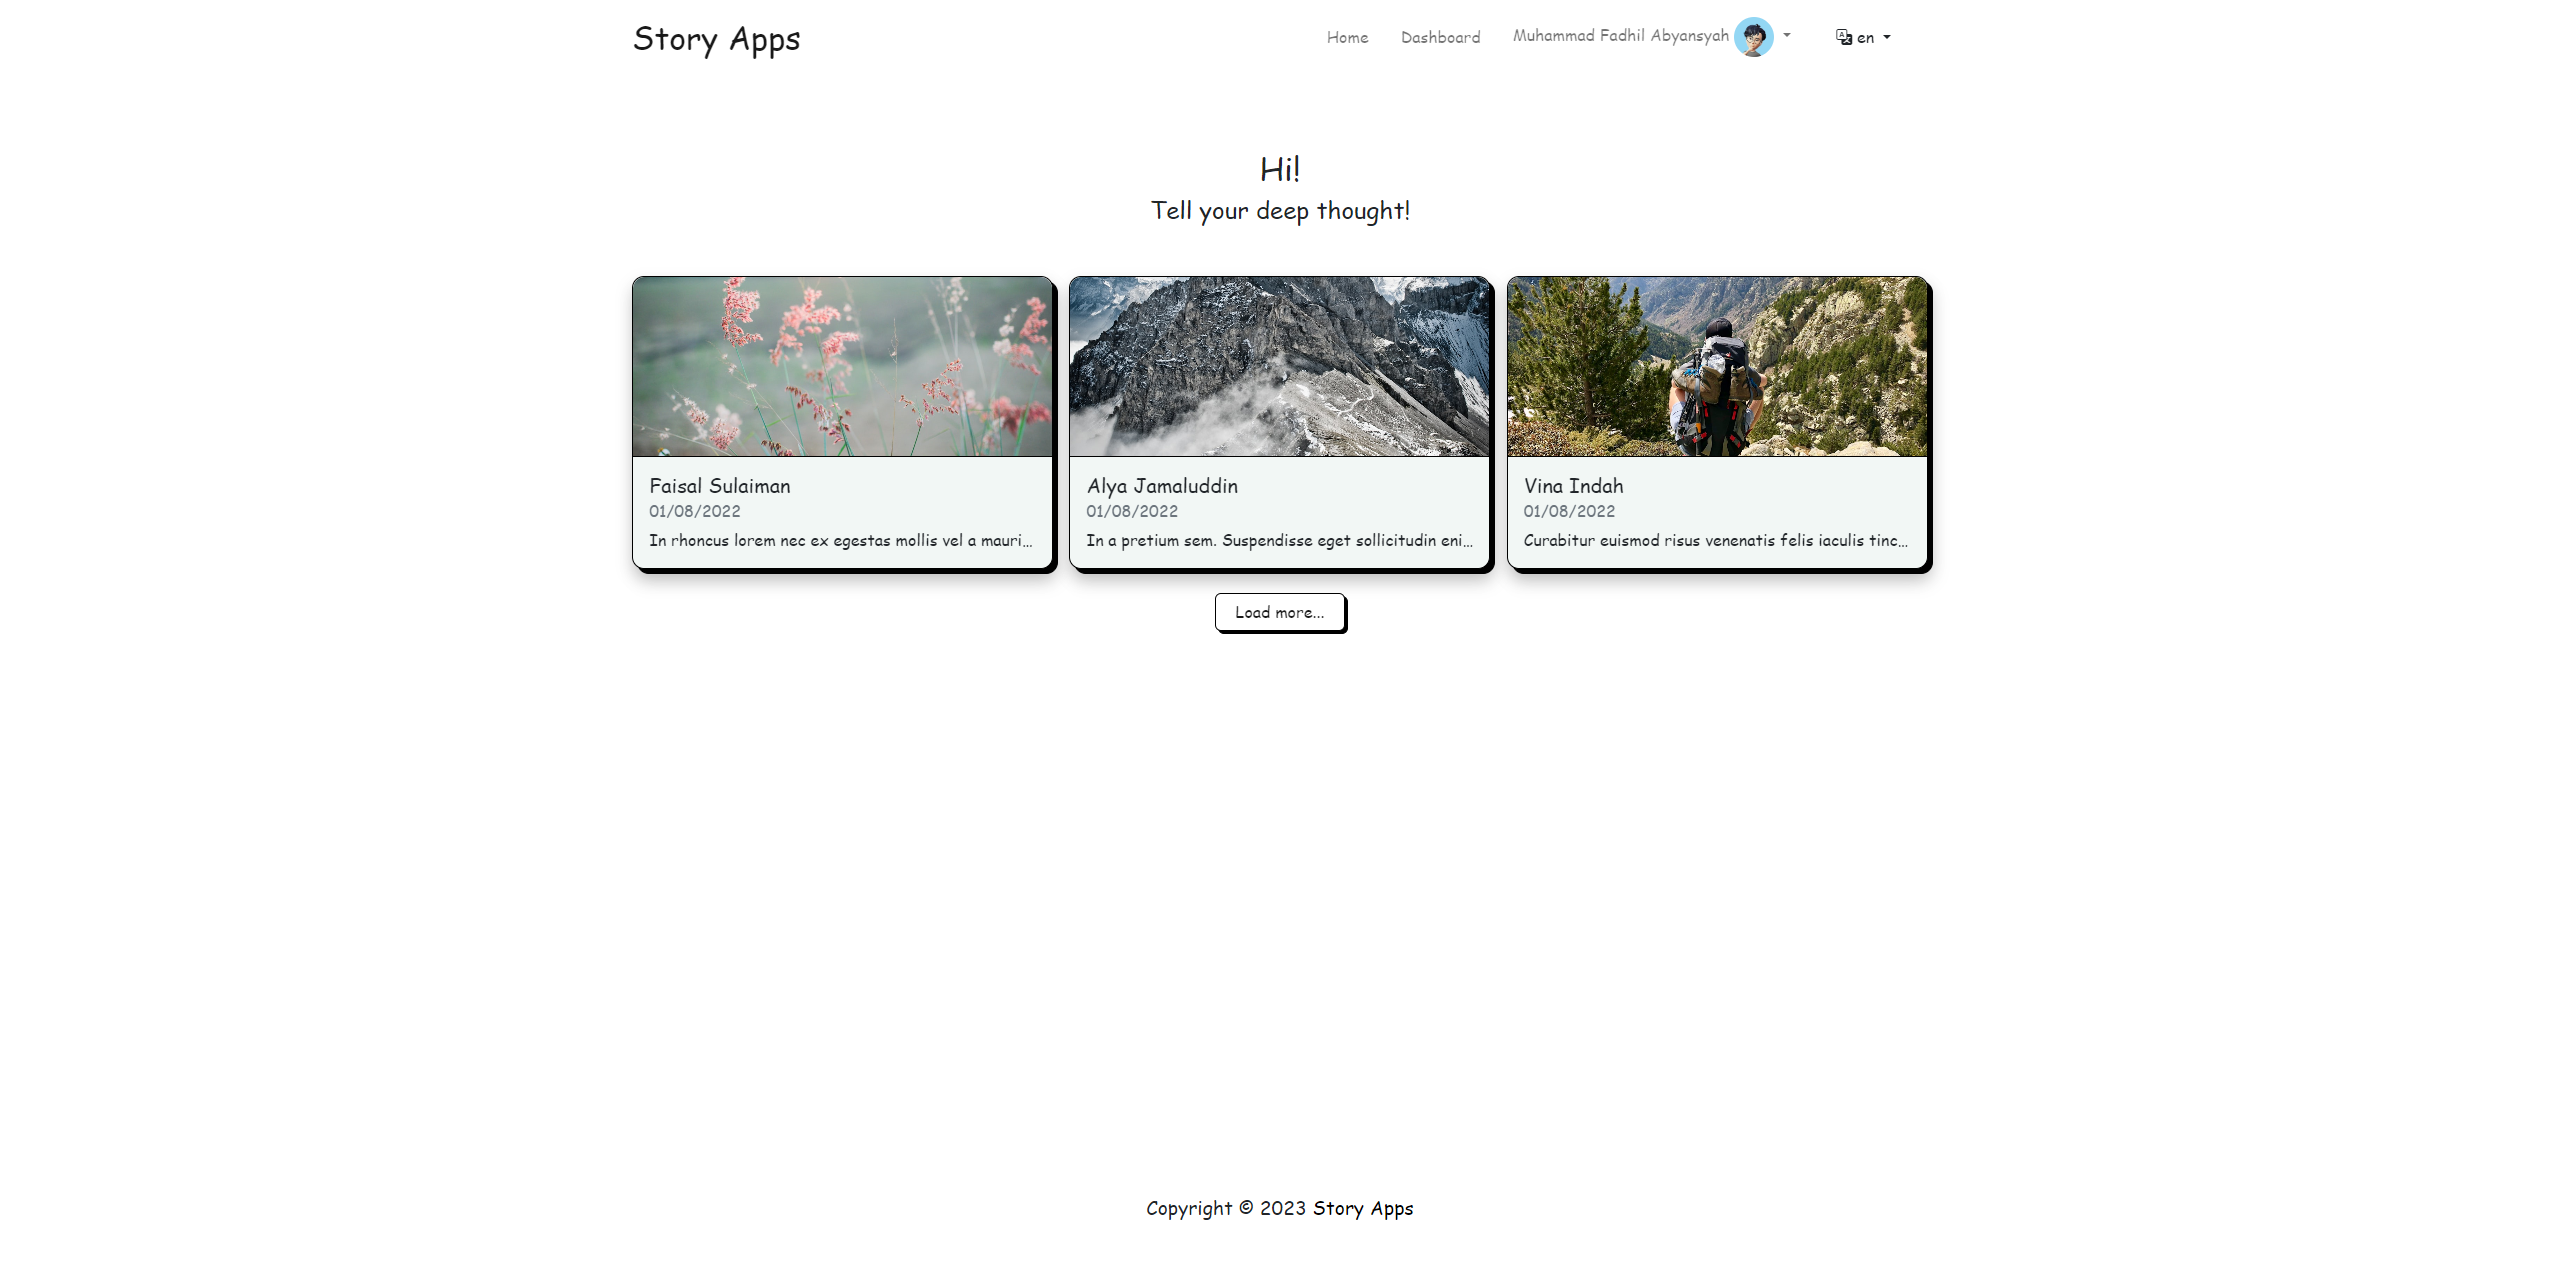 Story Apps
Home
Dashboard
Muhammad Fadhil Abyansyah
en
Hi!
Tell your deep thought!
Faisal Sulaiman
01/08/2022
In rhoncus lorem nec ex egestas mollis vel a mauri...
Alya Jamaluddin
01/08/2022
In a pretium sem. Suspendisse eget sollicitudin eni...
Vina Indah
01/08/2022
Curabitur euismod risus venenatis felis iaculis tinc...
Load more...
Copyright © 2023 Story Apps